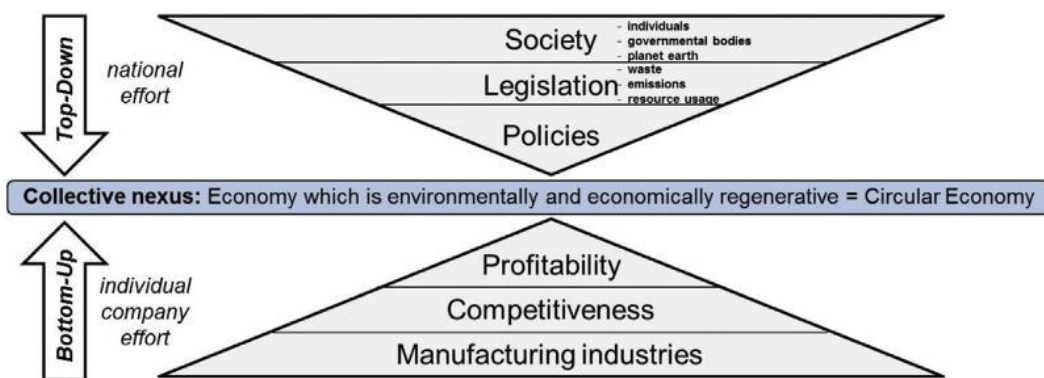 Top-Down
national
effort
Society
- individuals
- governmental bodies
- planet earth
Legislation
- waste
- emissions
- resource usage
Policies
Collective nexus: Economy which is environmentally and economically regenerative = Circular Economy
Bottom-Up
individual
company
effort
Profitability
Competitiveness
Manufacturing industries